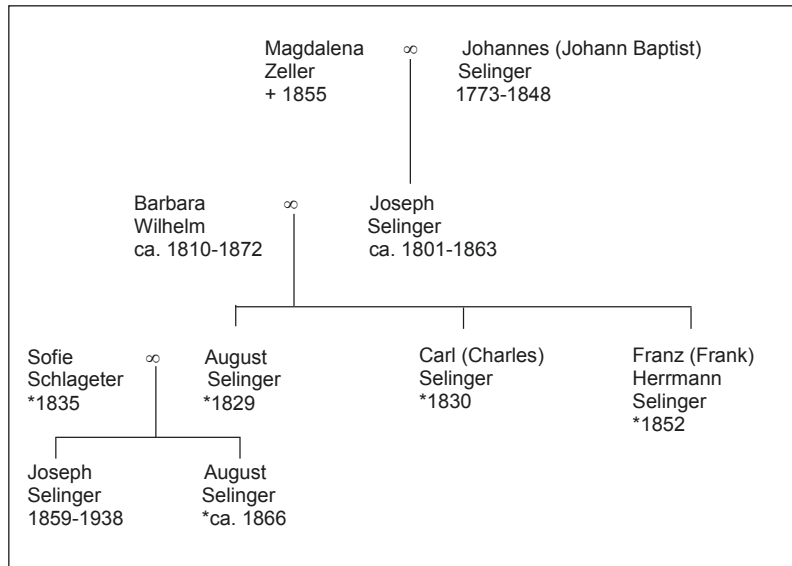 Magdalena
Zeller
+ 1855
∞
Johannes (Johann Baptist)
Selinger
1773-1848
Barbara
Wilhelm
ca. 1810-1872
∞
Joseph
Selinger
ca. 1801-1863
Sofie
Schlageter
*1835
∞
August
Selinger
*1829
Carl (Charles)
Selinger
*1830
Franz (Frank)
Herrmann
Selinger
*1852
Joseph
Selinger
1859-1938
August
Selinger
*ca. 1866